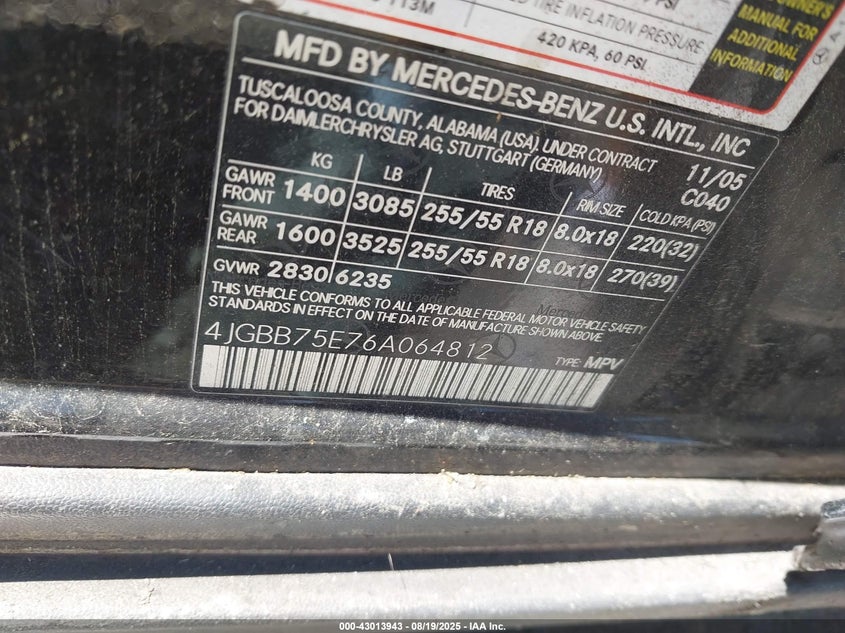 T13M
TIRE INFLATION PRESSURE
PSI
420 KPA, 60 PSI
OWNER'S
MANUAL FOR
ADDITIONAL
INFORMATION
MFD BY MERCEDES-BENZ U.S. INTL., INC
TUSCALOOSA COUNTY, ALABAMA (USA). UNDER CONTRACT 11/05
FOR DAIMLERCHRYSLER AG, STUTTGART (GERMANY) C040
KG LB TIRES RIM SIZE COLD KPA (PSI)
GAWR FRONT 1400 3085 255/55 R18 8.0x18 220(32)
GAWR REAR 1600 3525 255/55 R18 8.0x18 270(39)
GVWR 2830 6235
THIS VEHICLE CONFORMS TO ALL APPLICABLE FEDERAL MOTOR VEHICLE SAFETY
STANDARDS IN EFFECT ON THE DATE OF MANUFACTURE SHOWN ABOVE.
4JGBB75E76A064812 TYPE: MPV
000-43013943 - 08/19/2025 - IAA Inc.